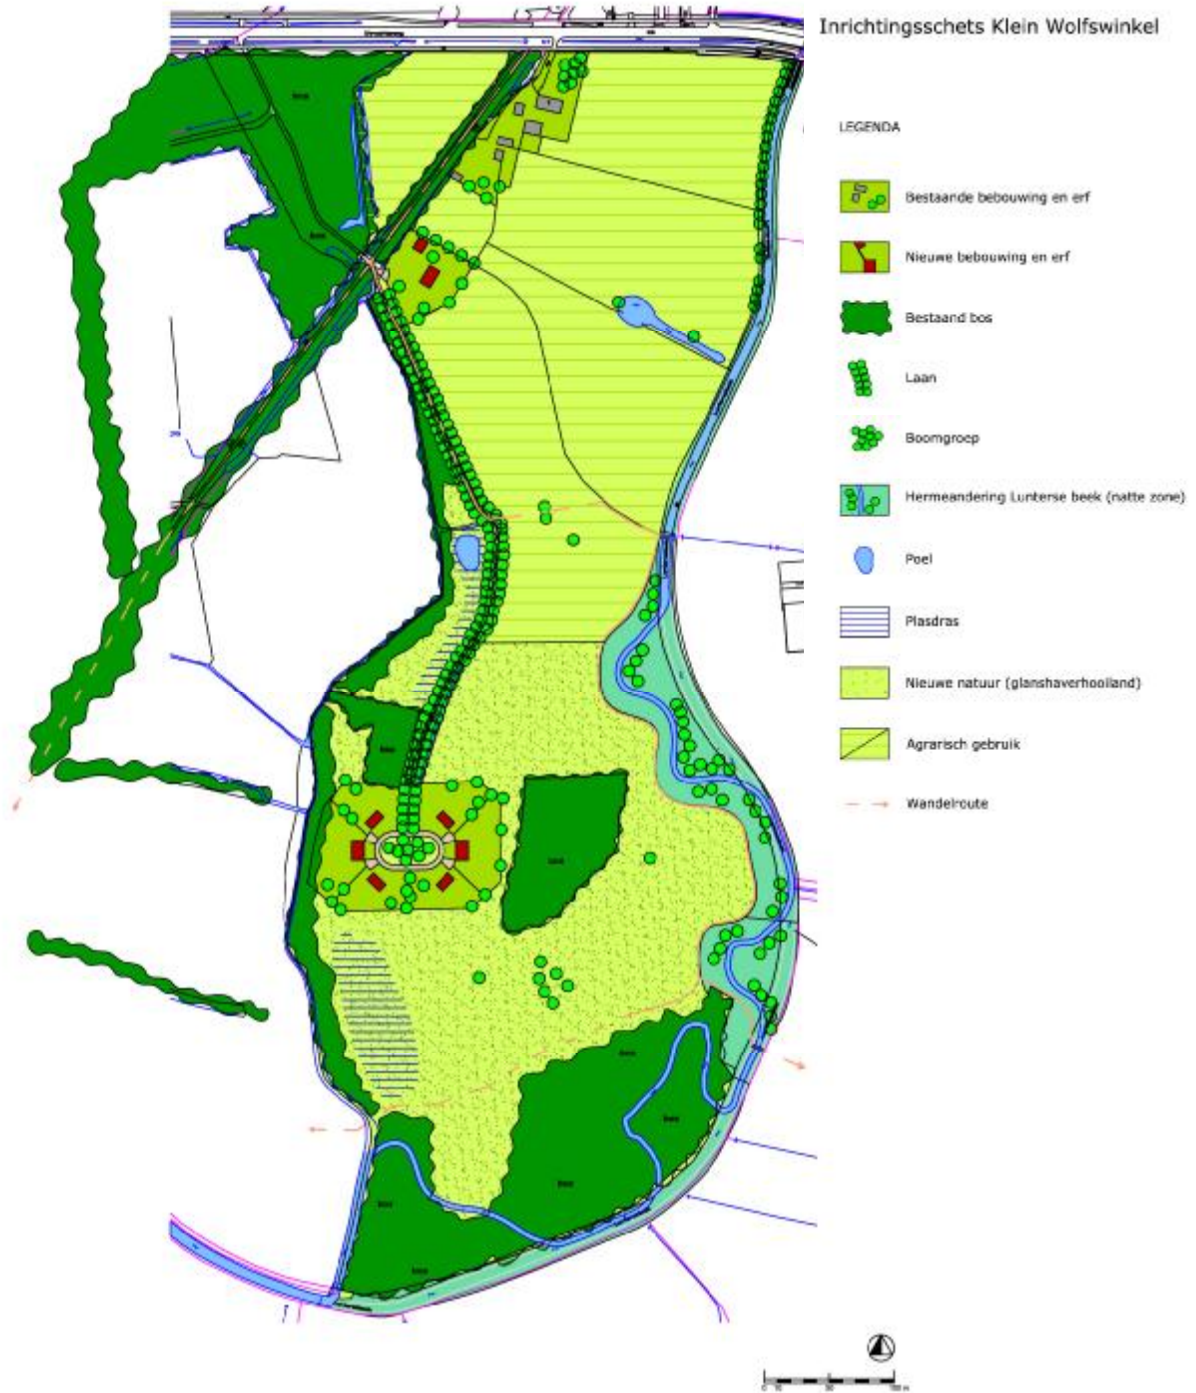 Inrichtingsschets Klein Wolfswinkel
LEGENDA
Bestaande bebouwing en erf
Nieuwe bebouwing en erf
Bestaand bos
Laan
Boomgroep
Hermeandering Lunterse beek (natte zone)
Poel
Plasdras
Nieuwe natuur (glanshaverhooiland)
Agrarisch gebruik
Wandelroute